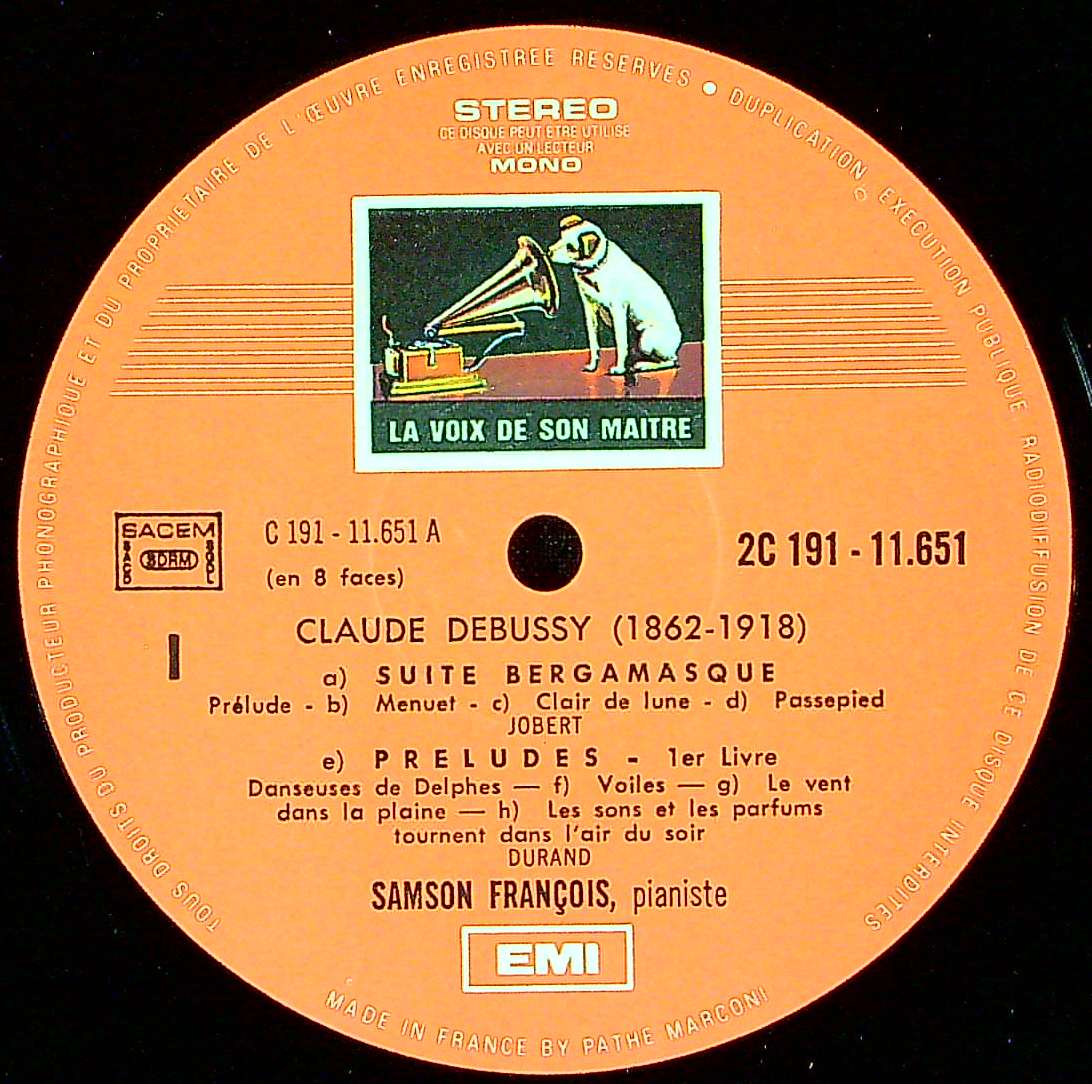 TOUS DROITS DU PRODUCTEUR PHONOGRAPHIQUE ET DU PROPRIETAIRE DE L'ŒUVRE ENREGISTREE RESERVES • DUPLICATION EXECUTION PUBLIQUE RADIODIFFUSION DE CE DISQUE INTERDITES
STEREO
CE DISQUE PEUT ETRE UTILISE
AVEC UN LECTEUR
MONO
LA VOIX DE SON MAITRE
SACEM
SDRM
C 191 - 11.651 A
2C 191 - 11.651
(en 8 faces)
CLAUDE DEBUSSY (1862-1918)
I
a) SUITE BERGAMASQUE
Prélude - b) Menuet - c) Clair de lune - d) Passepied
JOBERT
e) PRELUDES - 1er Livre
Danseuses de Delphes — f) Voiles — g) Le vent
dans la plaine — h) Les sons et les parfums
tournent dans l'air du soir
DURAND
SAMSON FRANÇOIS, pianiste
EMI
MADE IN FRANCE BY PATHE MARCONI